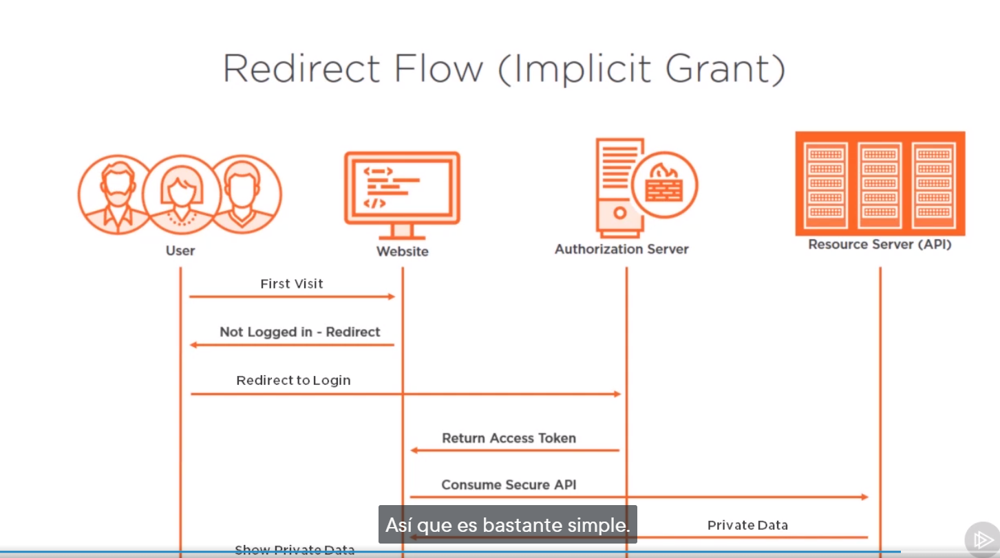 Redirect Flow (Implicit Grant)
User
Website
Authorization Server
Resource Server (API)
First Visit
Not Logged in - Redirect
Redirect to Login
Return Access Token
Consume Secure API
Así que es bastante simple.
Private Data
Show Private Data